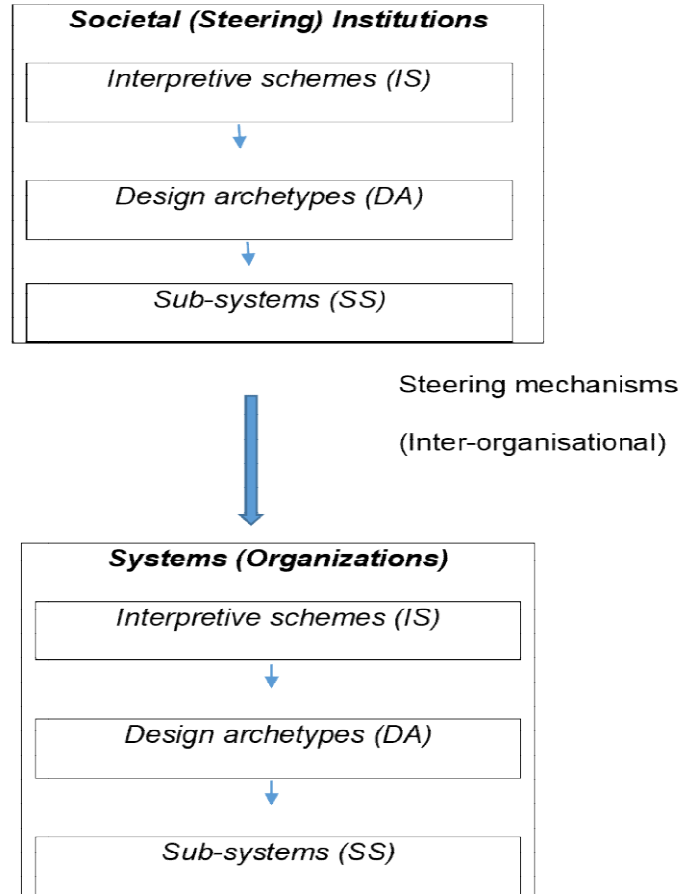 Societal (Steering) Institutions
Interpretive schemes (IS)
Design archetypes (DA)
Sub-systems (SS)
Steering mechanisms
(Inter-organisational)
Systems (Organizations)
Interpretive schemes (IS)
Design archetypes (DA)
Sub-systems (SS)